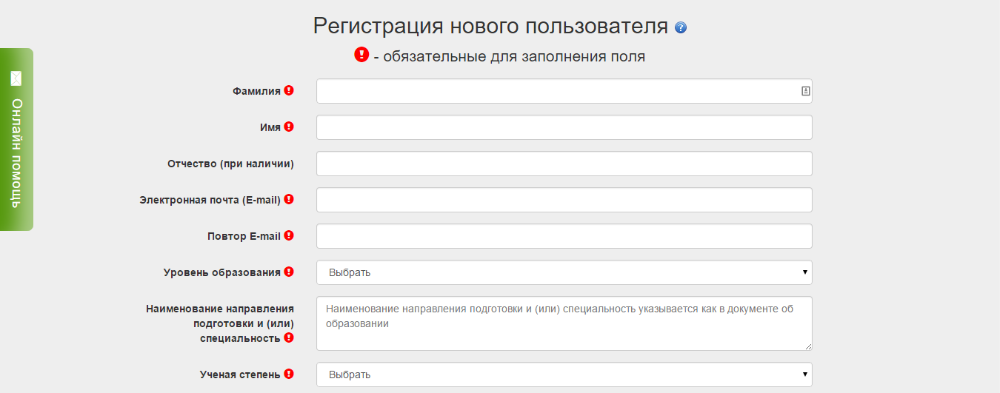 Регистрация нового пользователя
- обязательные для заполнения поля
Онлайн помощь
Фамилия
Имя
Отчество (при наличии)
Электронная почта (E-mail)
Повтор E-mail
Уровень образования
Выбрать
Наименование направления
подготовки и (или)
специальность
Наименование направления подготовки и (или) специальность указывается как в документе об
образовании
Ученая степень
Выбрать